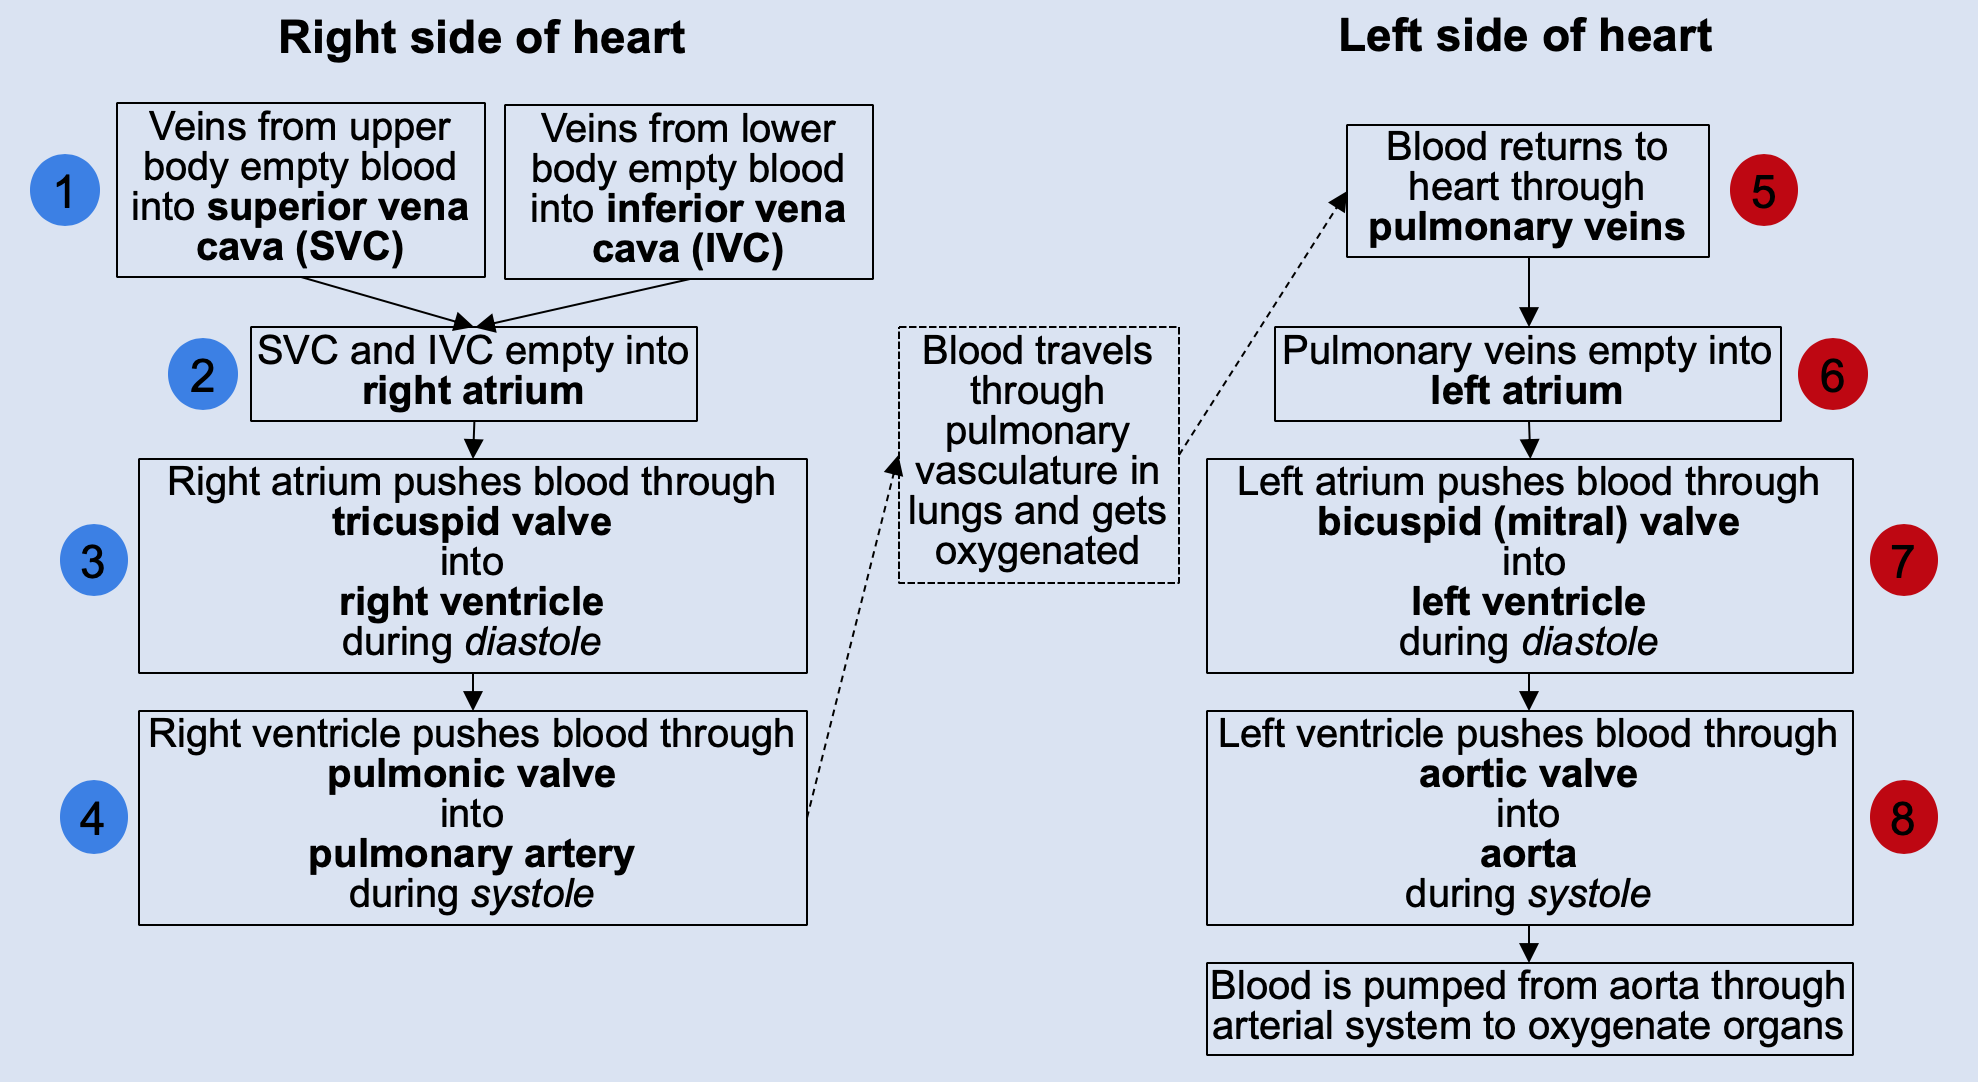 Right side of heart
1
Veins from upper
body empty blood
into superior vena
cava (SVC)
Veins from lower
body empty blood
into inferior vena
cava (IVC)
2
SVC and IVC empty into
right atrium
3
Right atrium pushes blood through
tricuspid valve
into
right ventricle
during diastole
4
Right ventricle pushes blood through
pulmonic valve
into
pulmonary artery
during systole
Blood travels
through
pulmonary
vasculature in
lungs and gets
oxygenated
Left side of heart
Blood returns to
heart through
pulmonary veins
5
Pulmonary veins empty into
left atrium
6
Left atrium pushes blood through
bicuspid (mitral) valve
into
left ventricle
during diastole
7
Left ventricle pushes blood through
aortic valve
into
aorta
during systole
8
Blood is pumped from aorta through
arterial system to oxygenate organs